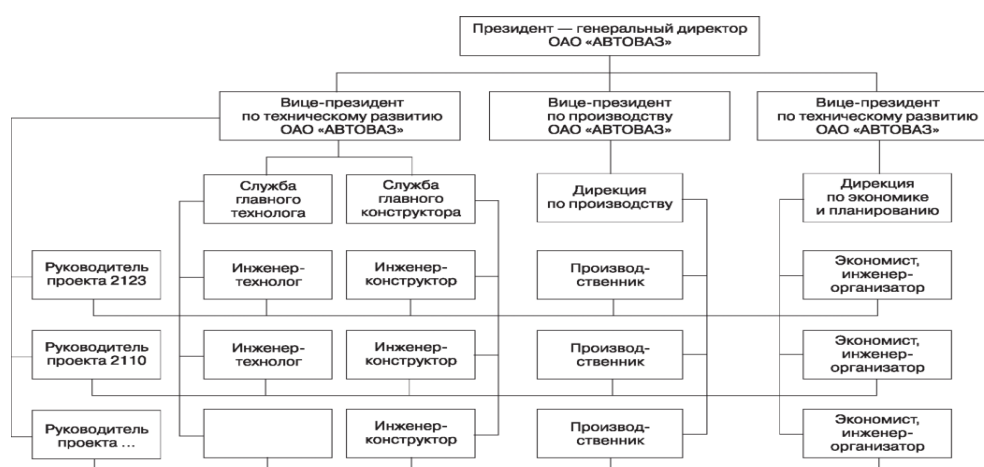 Президент — генеральный директор
ОАО «АВТОВАЗ»
Вице-президент
по техническому развитию
ОАО «АВТОВАЗ»
Вице-президент
по производству
ОАО «АВТОВАЗ»
Вице-президент
по техническому развитию
ОАО «АВТОВАЗ»
Служба
главного
технолога
Служба
главного
конструктора
Дирекция
по производству
Дирекция
по экономике
и планированию
Руководитель
проекта 2123
Инженер-
технолог
Инженер-
конструктор
Производ-
ственник
Экономист,
инженер-
организатор
Руководитель
проекта 2110
Инженер-
технолог
Инженер-
конструктор
Производ-
ственник
Экономист,
инженер-
организатор
Руководитель
проекта ...
Инженер-
конструктор
Производ-
ственник
Экономист,
инженер-
организатор